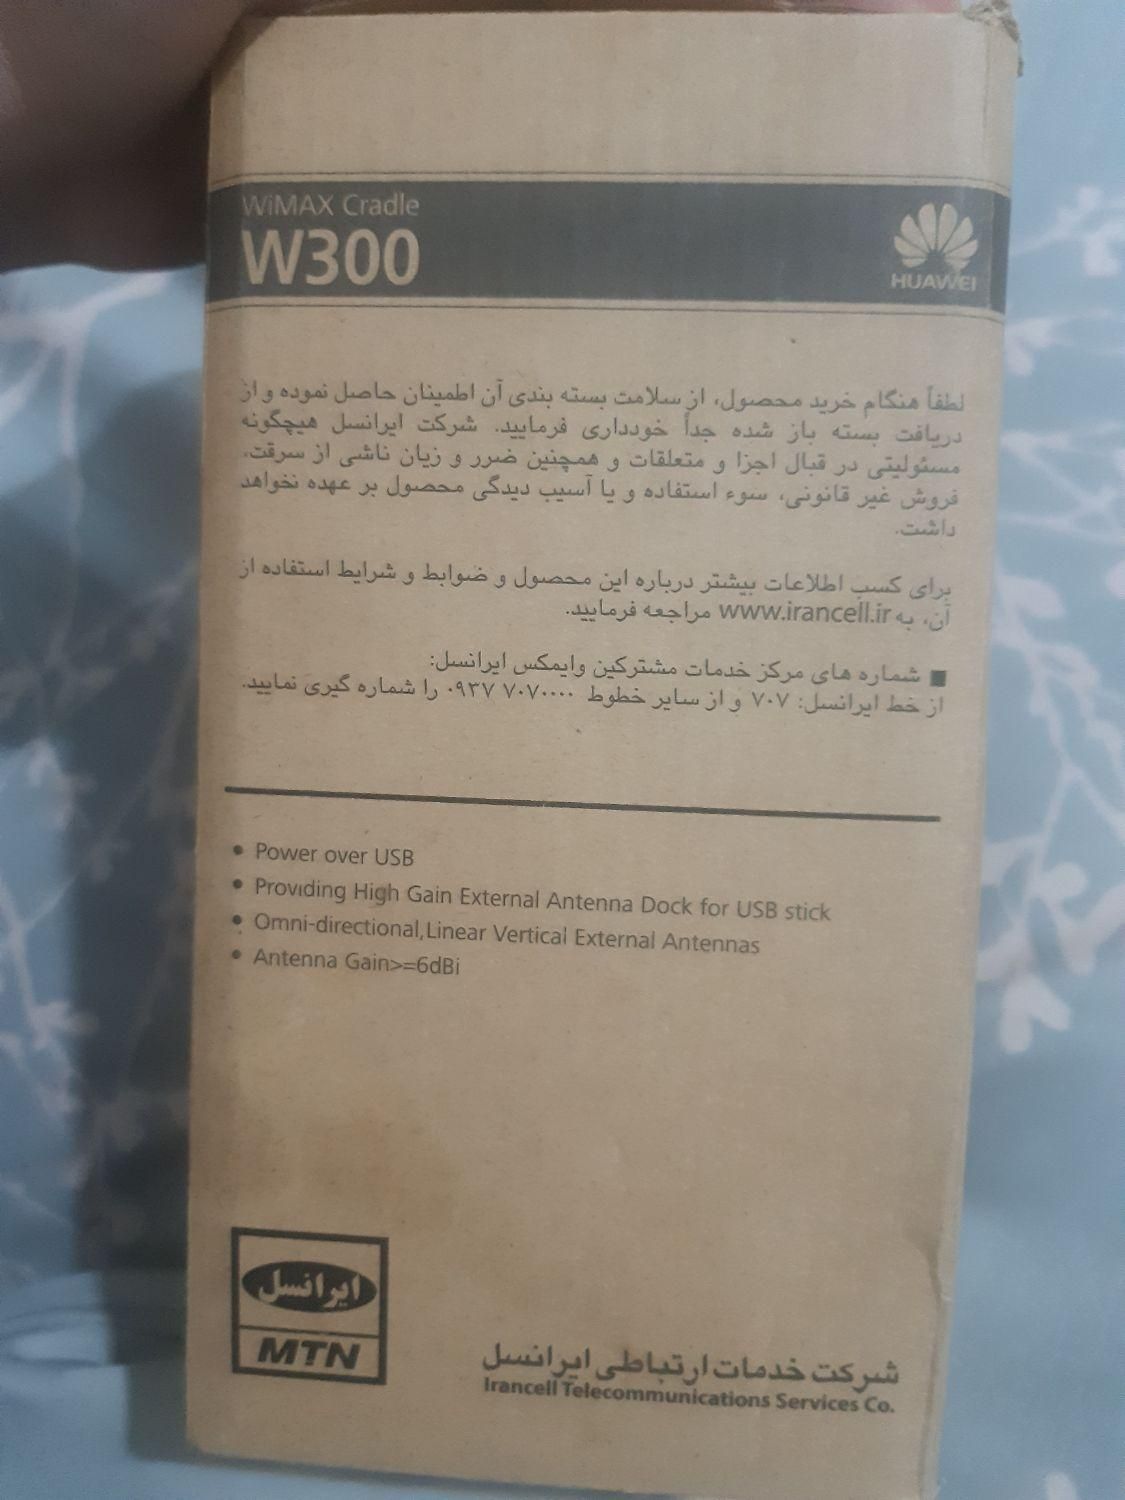 WiMAX Cradle
W300
HUAWEI
لطفاً هنگام خرید محصول، از سلامت بسته بندی آن اطمینان حاصل نموده و از
دریافت بسته باز شده جداً خودداری فرمایید. شرکت ایرانسل هیچگونه
مسئولیتی در قبال اجزا و متعلقات و همچنین ضرر و زیان ناشی از سرقت،
فروش غیر قانونی، سوء استفاده و یا آسیب دیدگی محصول بر عهده نخواهد
داشت.
برای کسب اطلاعات بیشتر درباره این محصول و ضوابط و شرایط استفاده از
آن، به www.irancell.ir مراجعه فرمایید.
■ شماره های مرکز خدمات مشترکین وایمکس ایرانسل:
از خط ایرانسل: ۷۰۷ و از سایر خطوط ۷۰۷۰۰۰۰ ۰۹۳۷ را شماره گیری نمایید.
• Power over USB
• Providing High Gain External Antenna Dock for USB stick
• Omni-directional,Linear Vertical External Antennas
• Antenna Gain>=6dBi
ایرانسل
MTN
شرکت خدمات ارتباطی ایرانسل
Irancell Telecommunications Services Co.